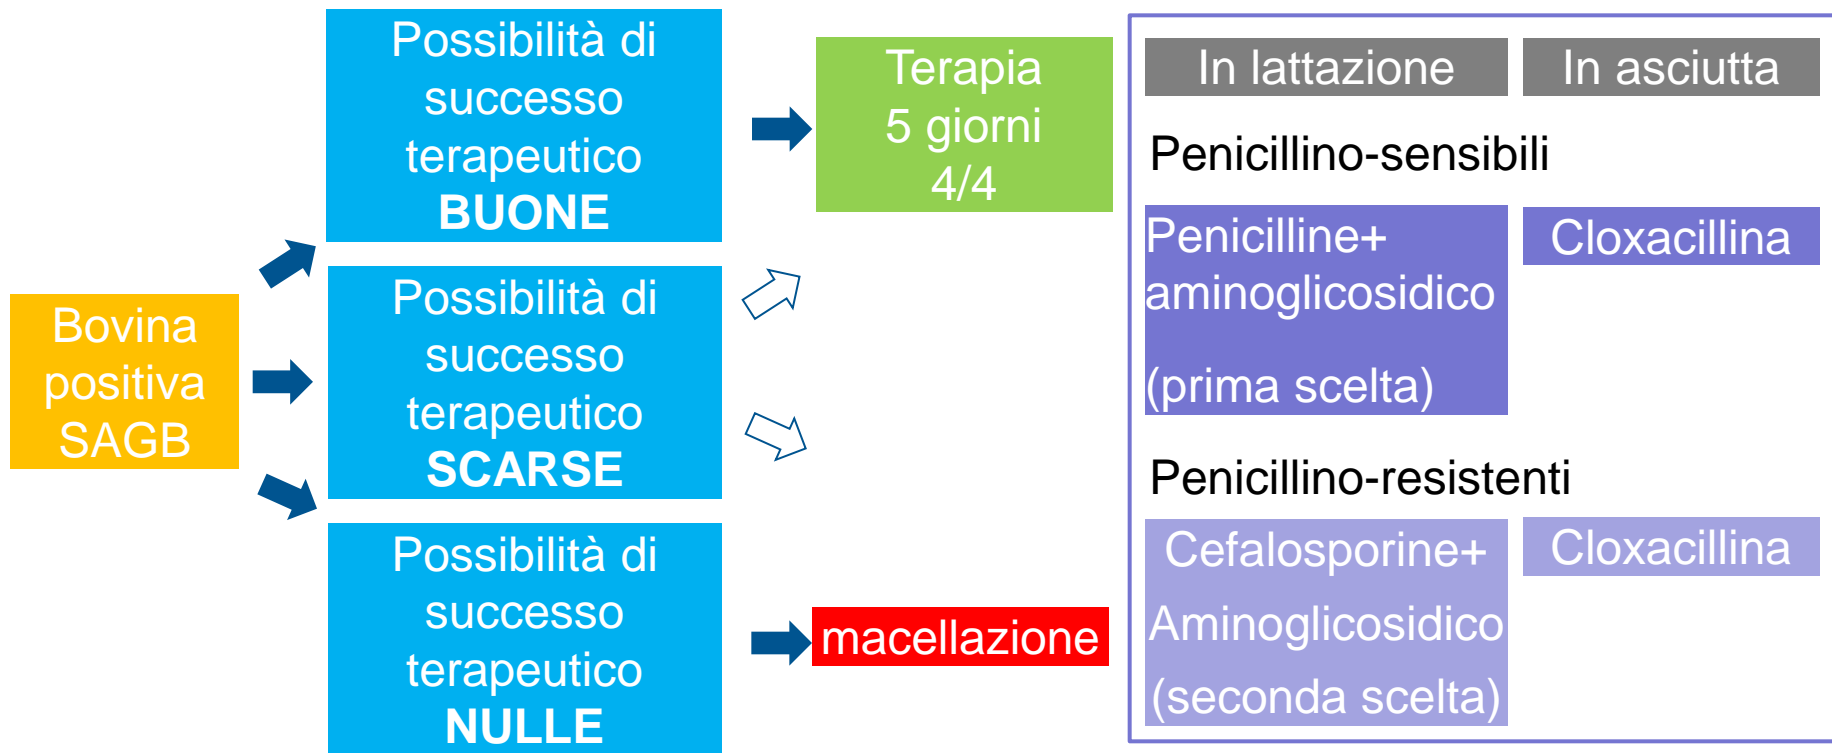 Bovina
positiva
SAGB
Possibilità di
successo
terapeutico
BUONE
Possibilità di
successo
terapeutico
SCARSE
Possibilità di
successo
terapeutico
NULLE
Terapia
5 giorni
4/4
macellazione
In lattazione
In asciutta
Penicillino-sensibili
Penicilline+
aminoglicosidico
(prima scelta)
Cloxacillina
Penicillino-resistenti
Cefalosporine+
Aminoglicosidico
(seconda scelta)
Cloxacillina